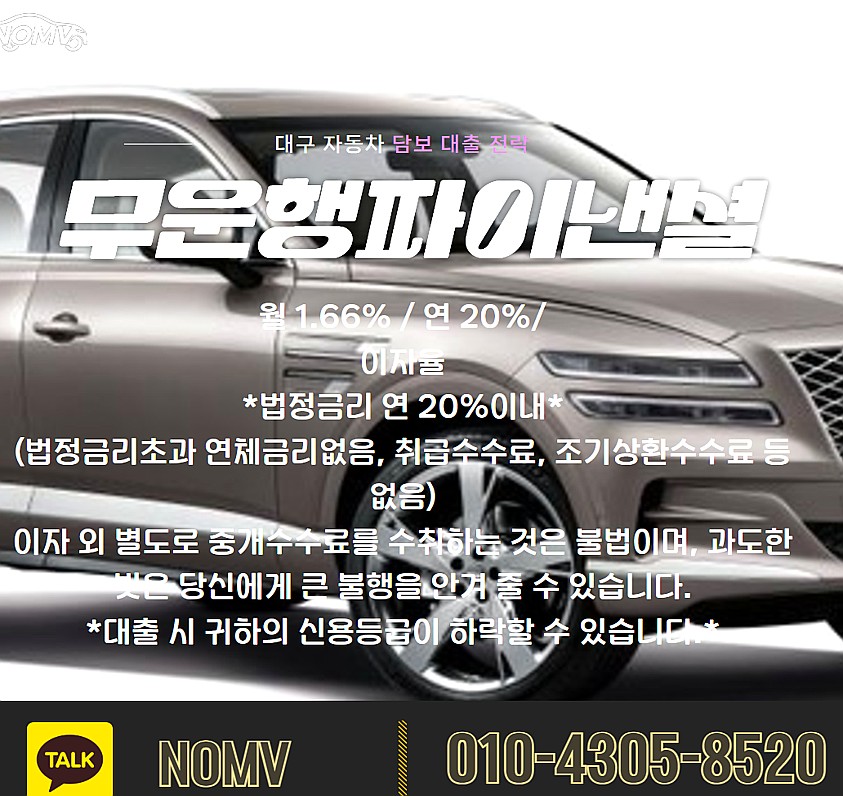 NOMV
대구 자동차 담보 대출 전략
무운행파이낸셜
월 1.66% / 연 20%/
이자율
*법정금리 연 20%이내*
(법정금리초과 연체금리없음, 취급수수료, 조기상환수수료 등
없음)
이자 외 별도로 중개수수료를 수취하는 것은 불법이며, 과도한
빚은 당신에게 큰 불행을 안겨 줄 수 있습니다.
*대출 시 귀하의 신용등급이 하락할 수 있습니다.*
TALK NOMV 010-4305-8520